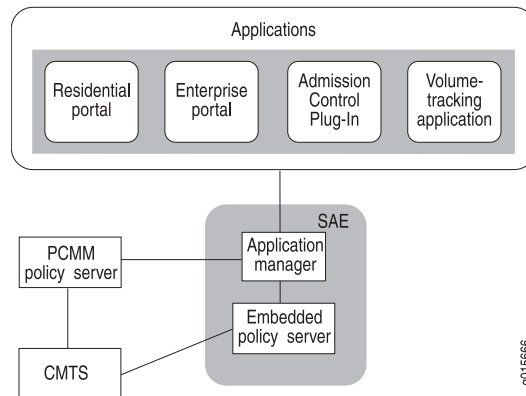 Applications
Residential
portal
Enterprise
portal
Admission
Control
Plug-In
Volume-
tracking
application
SAE
PCMM
policy server
Application
manager
Embedded
policy server
CMTS
g015666